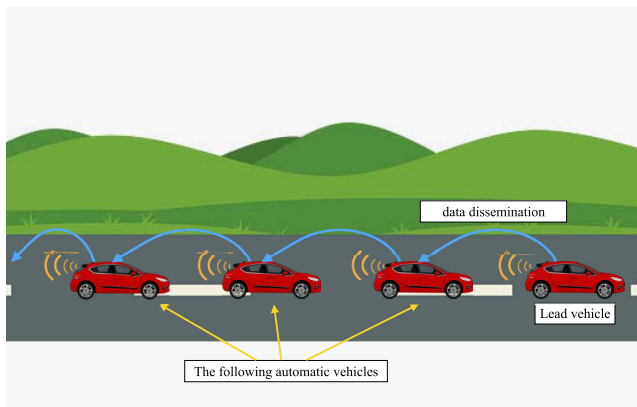 data dissemination
Lead vehicle
The following automatic vehicles